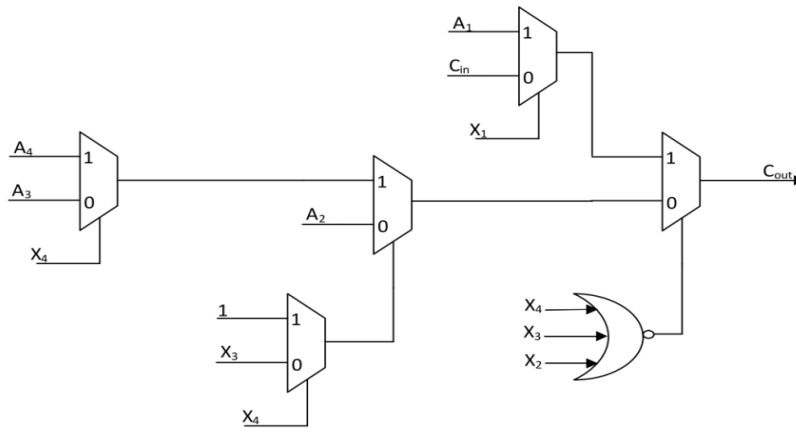 A₁
1
Cin
0
X₁
A₄
1
A₃
0
X₄
1
A₂
0
1
0
Cout
1
1
X₃
0
X₄
X₄
X₃
X₂